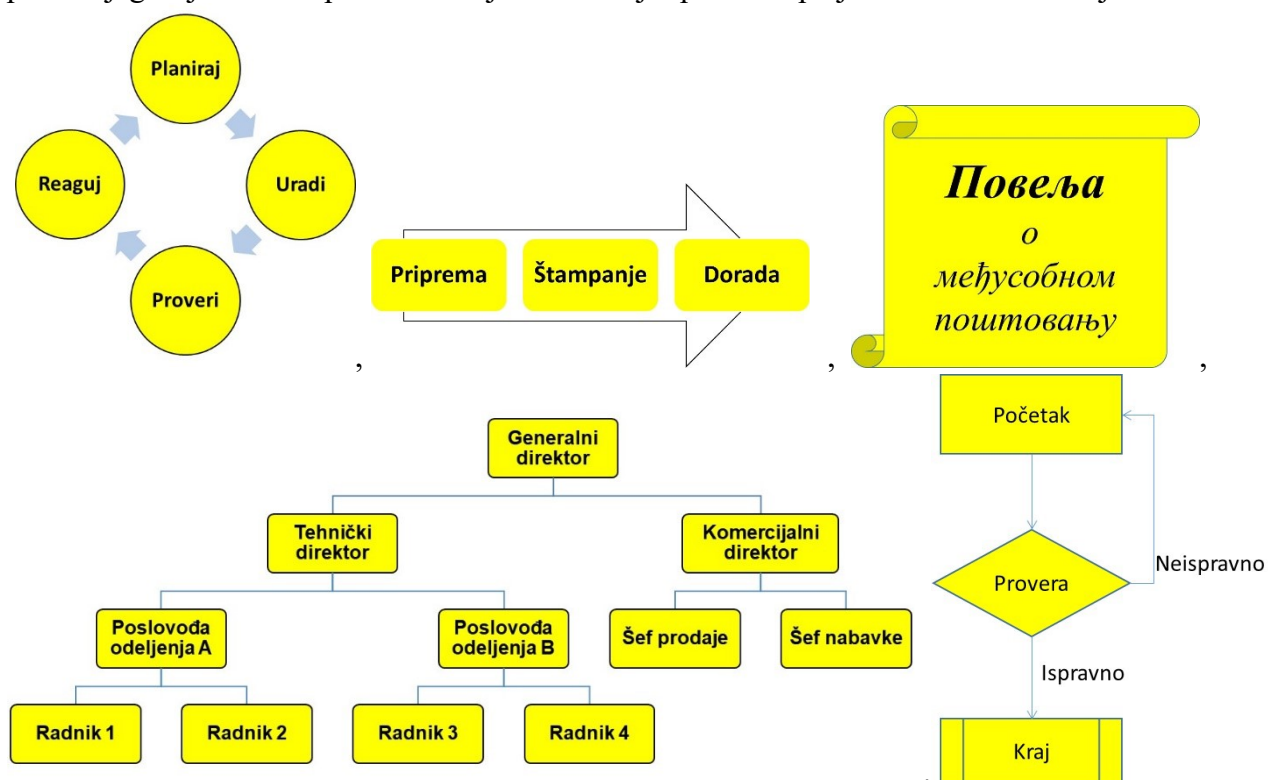 Planiraj
Reaguj
Uradi
Proveri
,
Priprema
Štampanje
Dorada
,
Повеља
о
међусобном
поштовању
,
Generalni
direktor
Tehnički
direktor
Komercijalni
direktor
Poslovođa
odeljenja A
Poslovođa
odeljenja B
Šef prodaje
Šef nabavke
Radnik 1
Radnik 2
Radnik 3
Radnik 4
Početak
Provera
Neispravno
Ispravno
Kraj